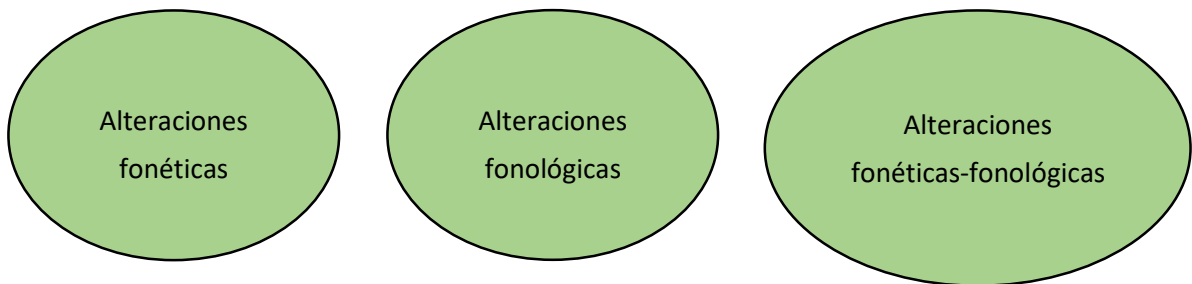 Alteraciones
fonéticas
Alteraciones
fonológicas
Alteraciones
fonéticas-fonológicas